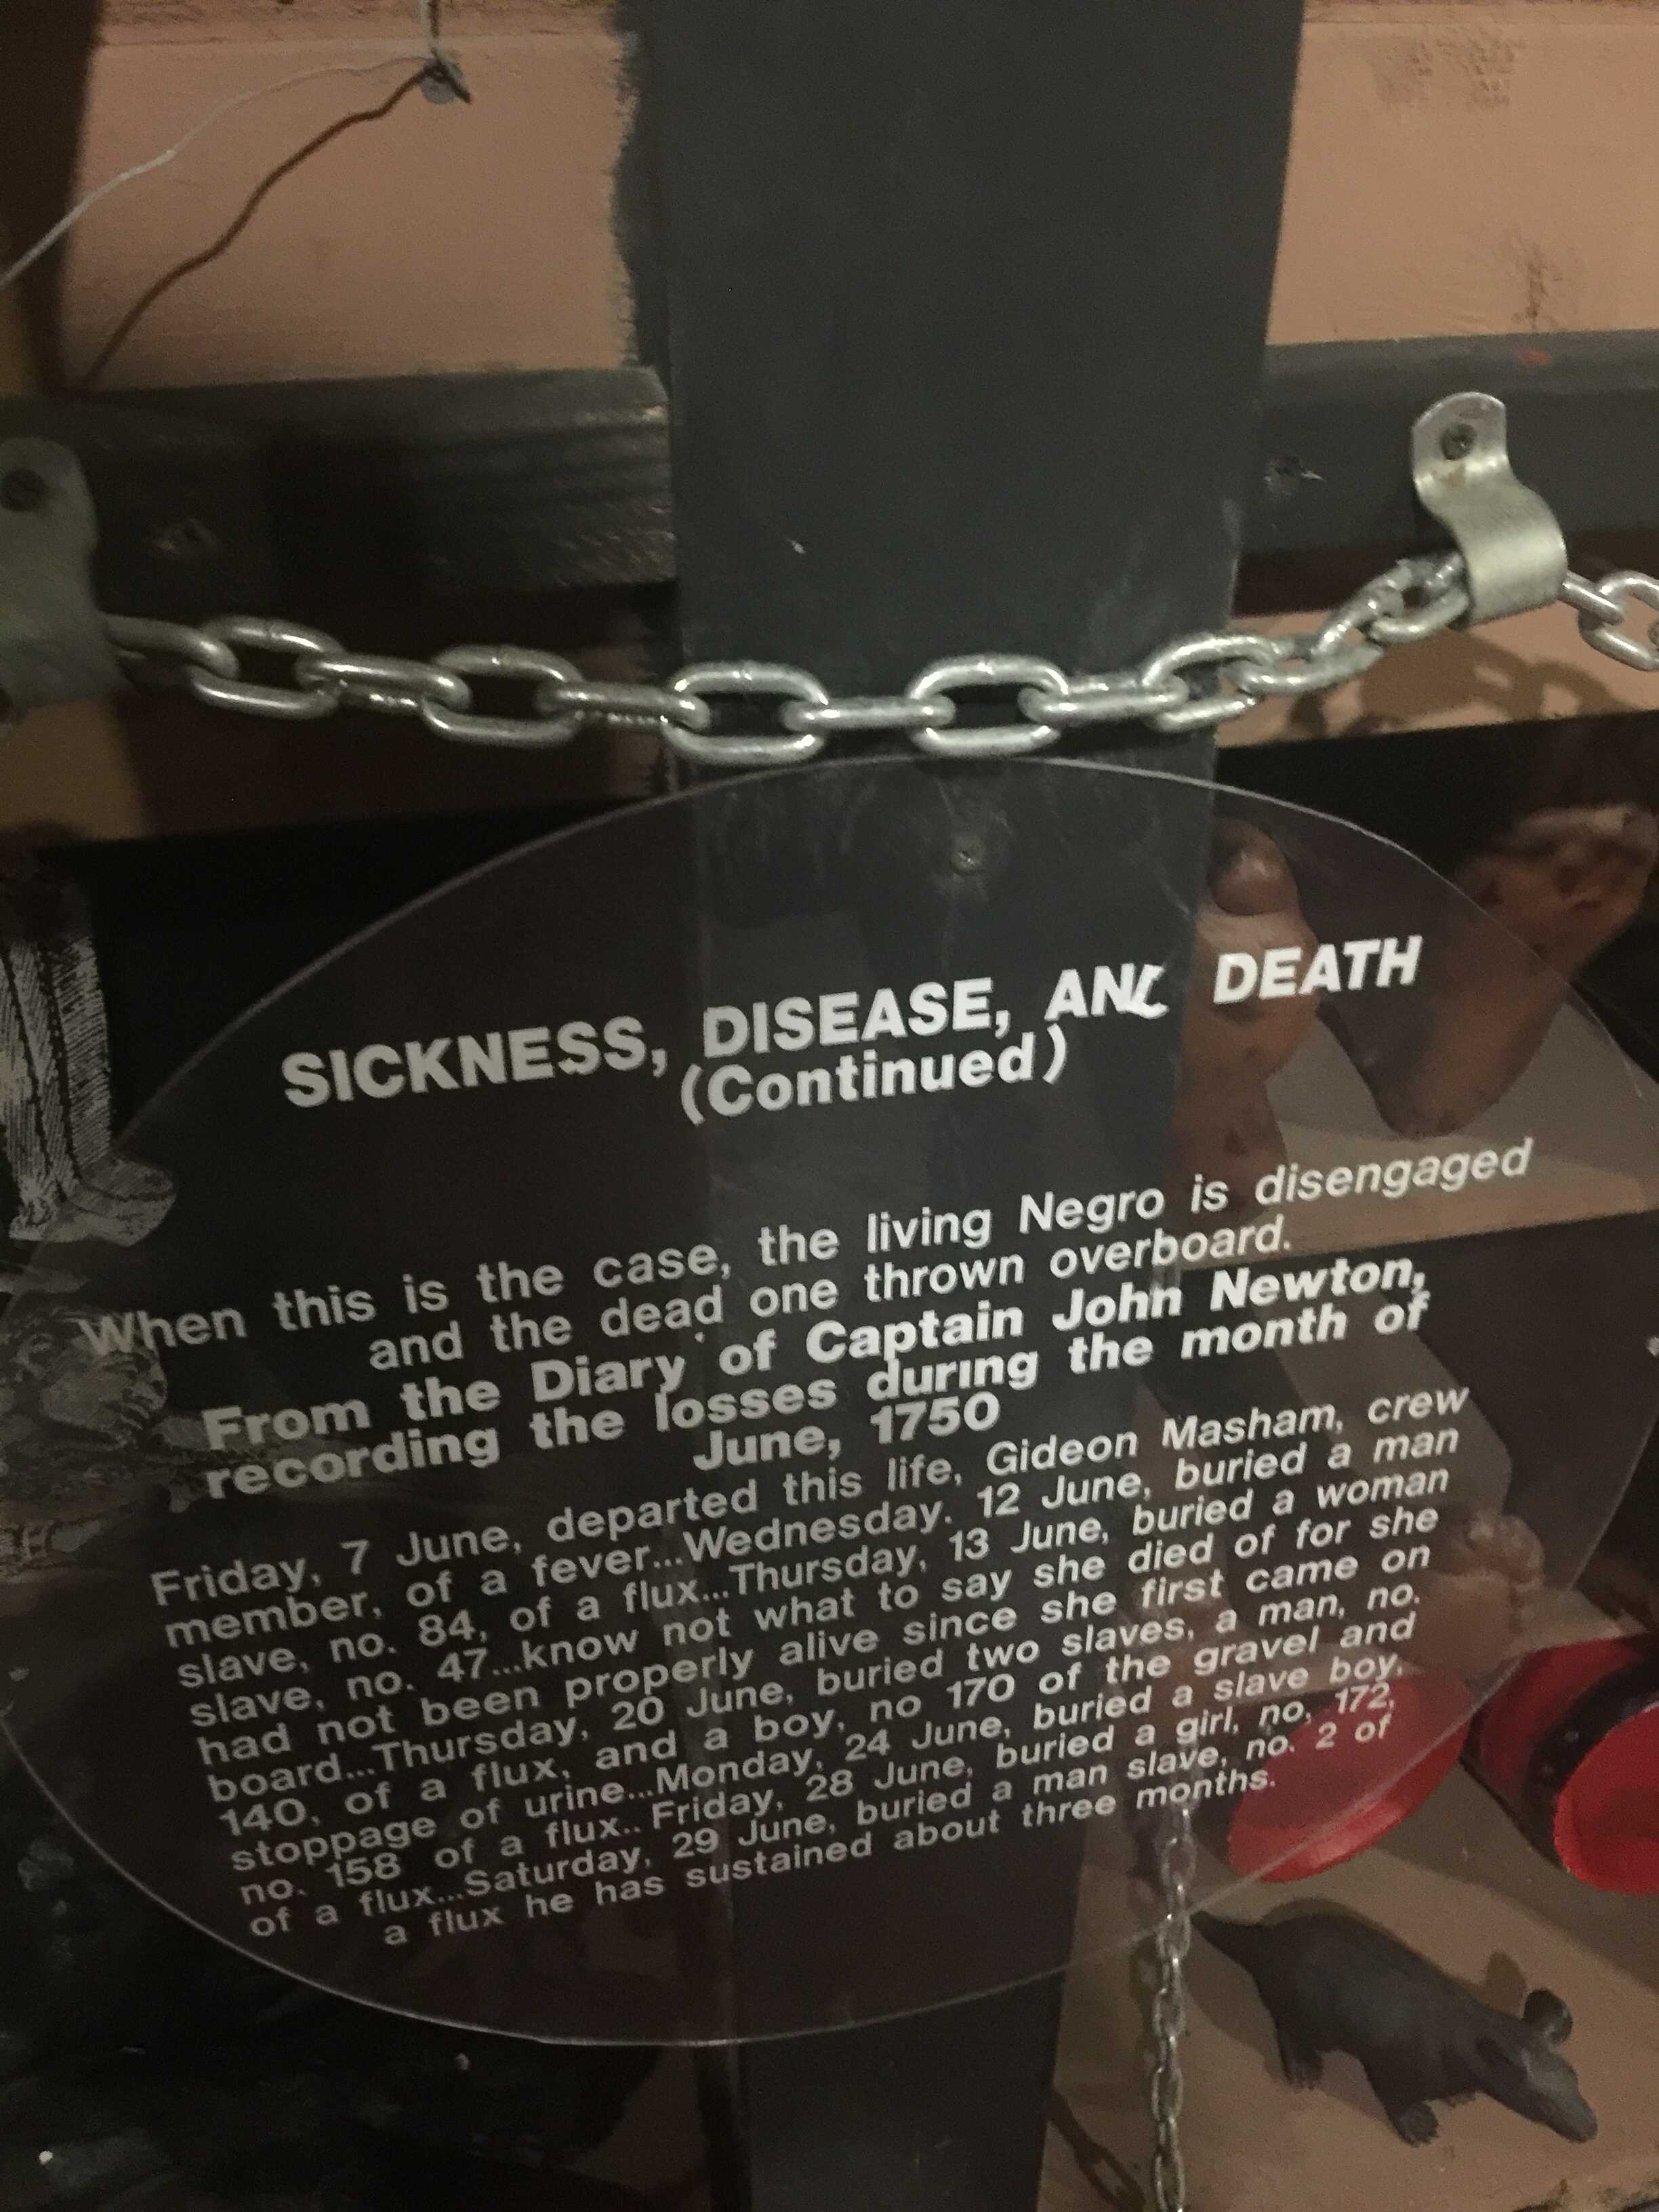 SICKNESS, DISEASE, AND DEATH
(Continued)
When this is the case, the living Negro is disengaged
and the dead one thrown overboard.
From the Diary of Captain John Newton,
recording the losses during the month of
June, 1750
Friday, 7 June, departed this life, Gideon Masham, crew
member, of a fever...Wednesday. 12 June, buried a man
slave, no. 84, of a flux...Thursday, 13 June, buried a woman
slave, no. 47...know not what to say she died of for she
had not been properly alive since she first came on
board...Thursday, 20 June, buried two slaves, a man, no.
140, of a flux, and a boy, no 170 of the gravel and
stoppage of urine...Monday, 24 June, buried a slave boy,
no. 158 of a flux.. Friday, 28 June, buried a girl, no. 172,
of a flux...Saturday, 29 June, buried a man slave, no. 2 of
a flux he has sustained about three months.